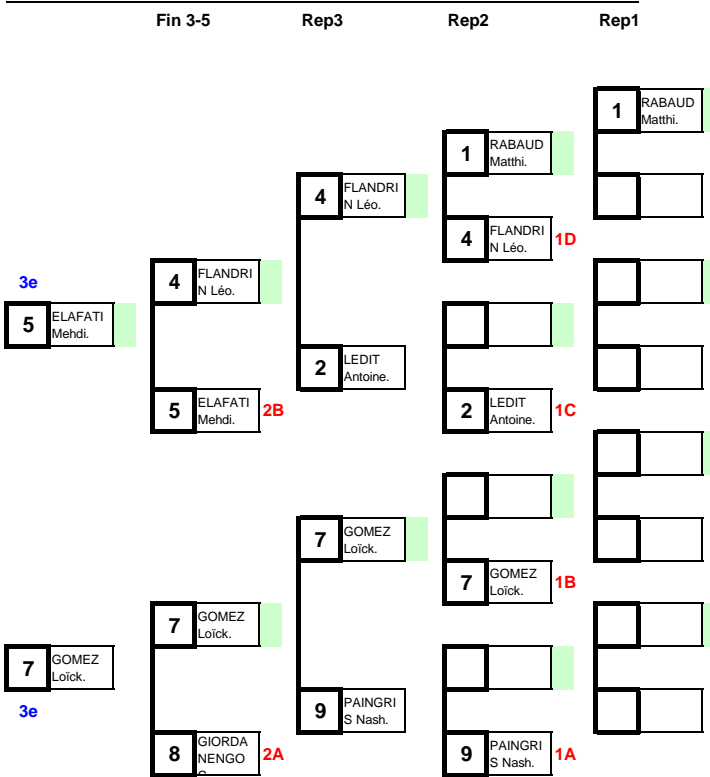 Fin 3-5 Rep3 Rep2 Rep1
1 RABAUD
Matthi.
1 RABAUD
Matthi.
4 FLANDRI
N Léo.
4 FLANDRI
N Léo. 1D
3e
4 FLANDRI
N Léo.
5 ELAFATI
Mehdi.
2 LEDIT
Antoine.
5 ELAFATI
Mehdi. 2B
2 LEDIT
Antoine. 1C
7 GOMEZ
Loïck.
7 GOMEZ
Loïck. 1B
7 GOMEZ
Loïck.
7 GOMEZ
Loïck.
3e
9 PAINGRI
S Nash.
8 GIORDA
NENGO 2A
9 PAINGRI
S Nash. 1A